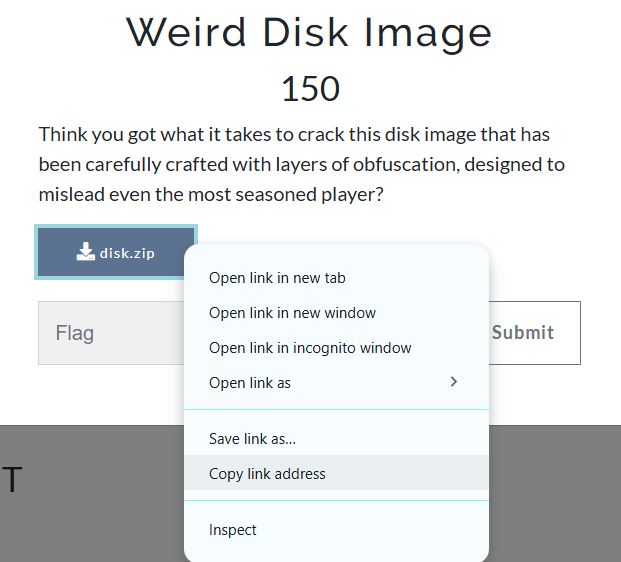 Weird Disk Image
150
Think you got what it takes to crack this disk image that has
been carefully crafted with layers of obfuscation, designed to
mislead even the most seasoned player?
disk.zip
Open link in new tab
Open link in new window
Flag
Submit
Open link in incognito window
Open link as
Save link as...
T
Copy link address
Inspect